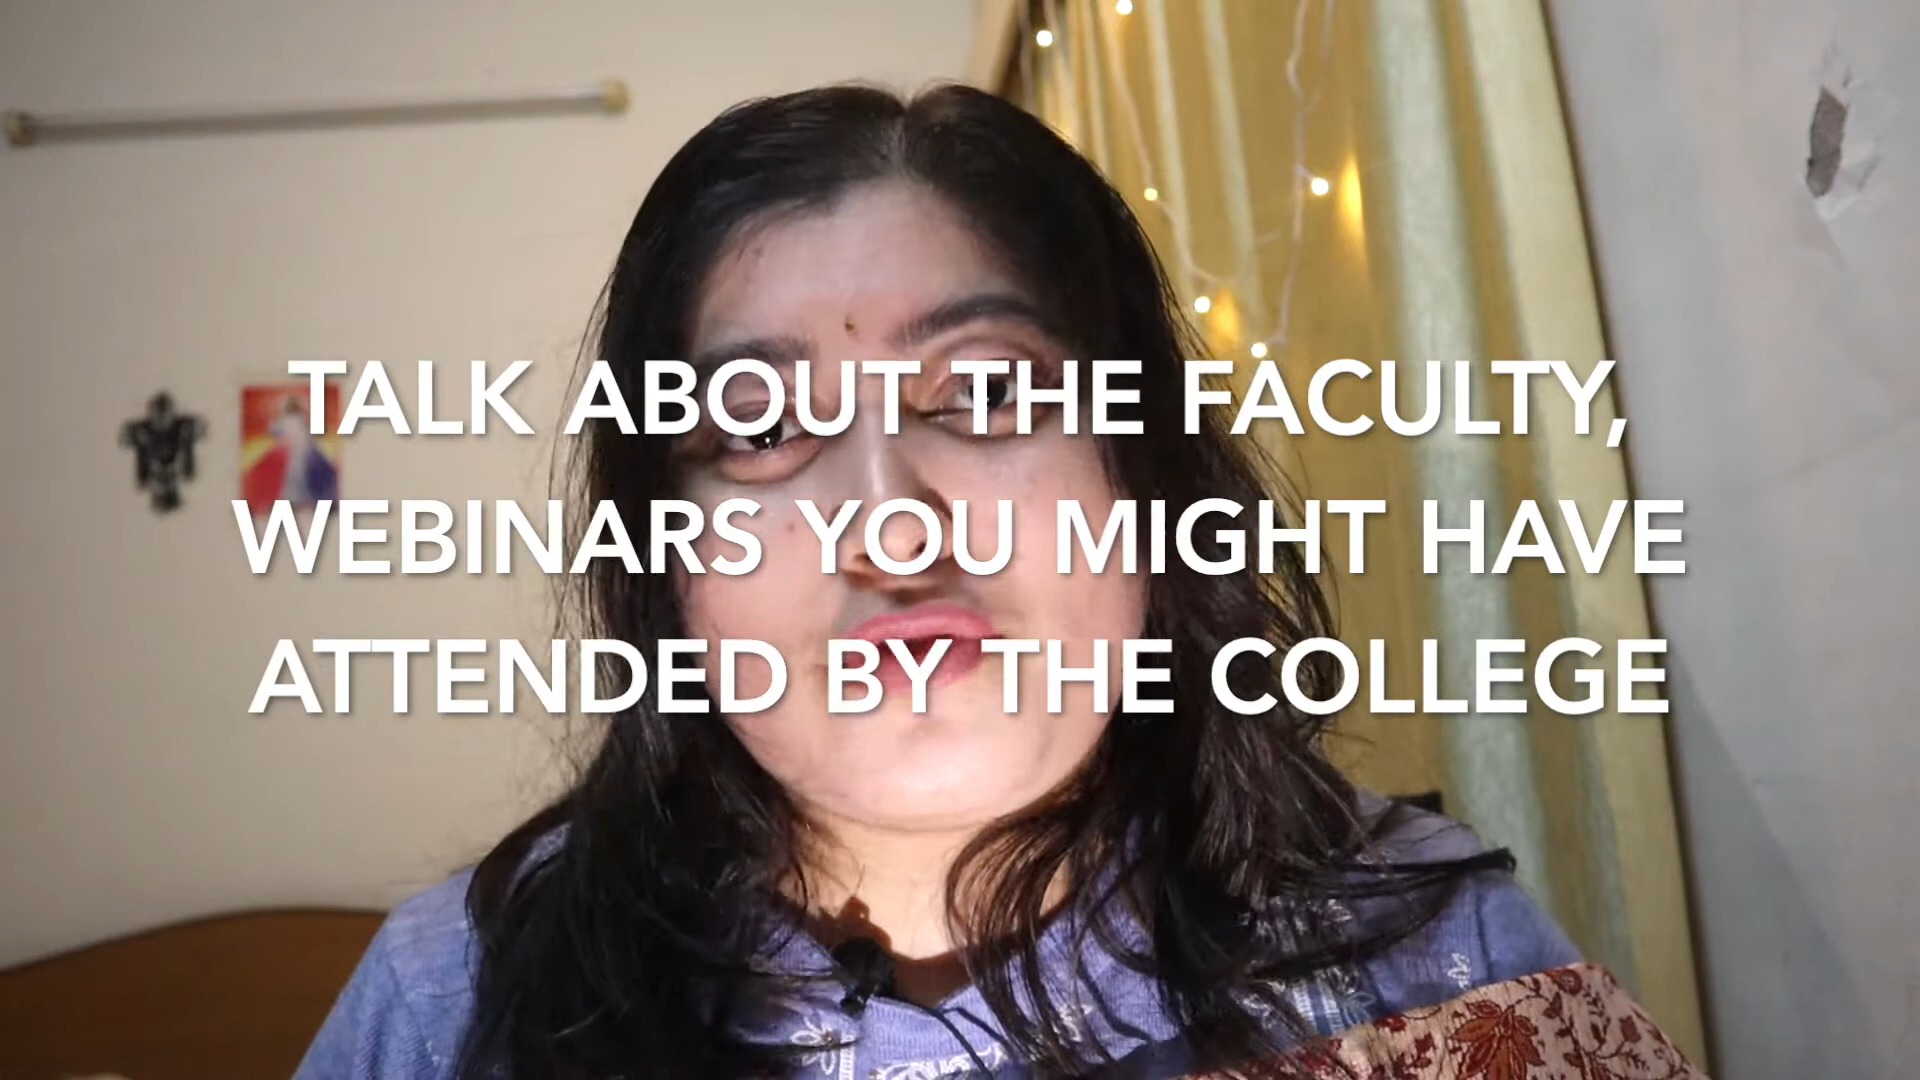 TALK ABOUT THE FACULTY,
WEBINARS YOU MIGHT HAVE
ATTENDED BY THE COLLEGE